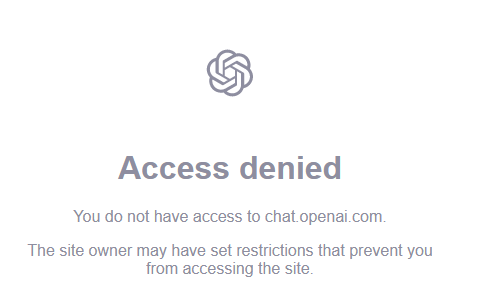 Access denied
You do not have access to chat.openai.com.
The site owner may have set restrictions that prevent you
from accessing the site.